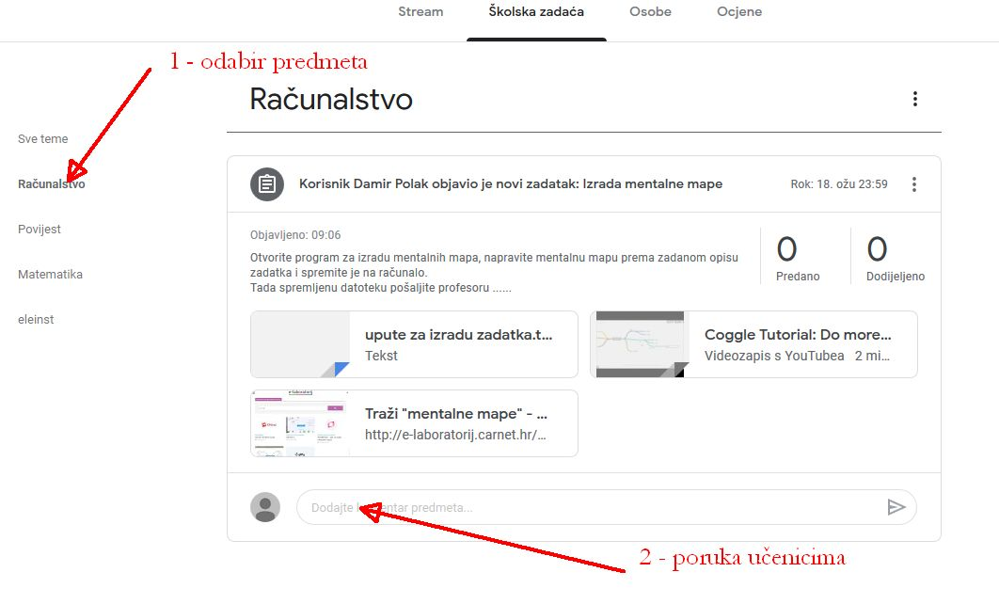 Stream Školska zadaća Osobe Ocjene
1 - odabir predmeta
Računalstvo
Sve teme
Računalstvo
Povijest
Matematika
eleinst
Korisnik Damir Polak objavio je novi zadatak: Izrada mentalne mape
Rok: 18. ožu 23:59
Objavljeno: 09:06
Otvorite program za izradu mentalnih mapa, napravite mentalnu mapu prema zadanom opisu
zadatka i spremite je na računalo.
Tada spremljenu datoteku pošaljite profesoru ......
0
Predano
0
Dodijeljeno
upute za izradu zadatka.t...
Tekst
Coggle Tutorial: Do more...
Videozapis s YouTubea 2 mi...
e-laboratorij
Traži "mentalne mape" - ...
http://e-laboratorij.carnet.hr/...
Dodajte komentar predmeta...
2 - poruka učenicima